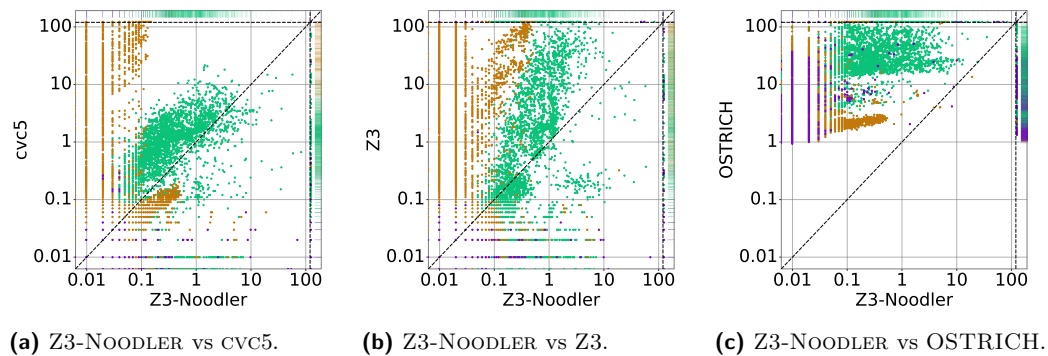 100
10
1
0.1
0.01
cvc5
0.01 0.1 1 10 100
Z3-Noodler
(a) Z3-NOODLER vs CVC5.
100
10
1
0.1
0.01
Z3
0.01 0.1 1 10 100
Z3-Noodler
(b) Z3-NOODLER vs Z3.
100
10
1
0.1
0.01
OSTRICH
0.01 0.1 1 10 100
Z3-Noodler
(c) Z3-NOODLER vs OSTRICH.